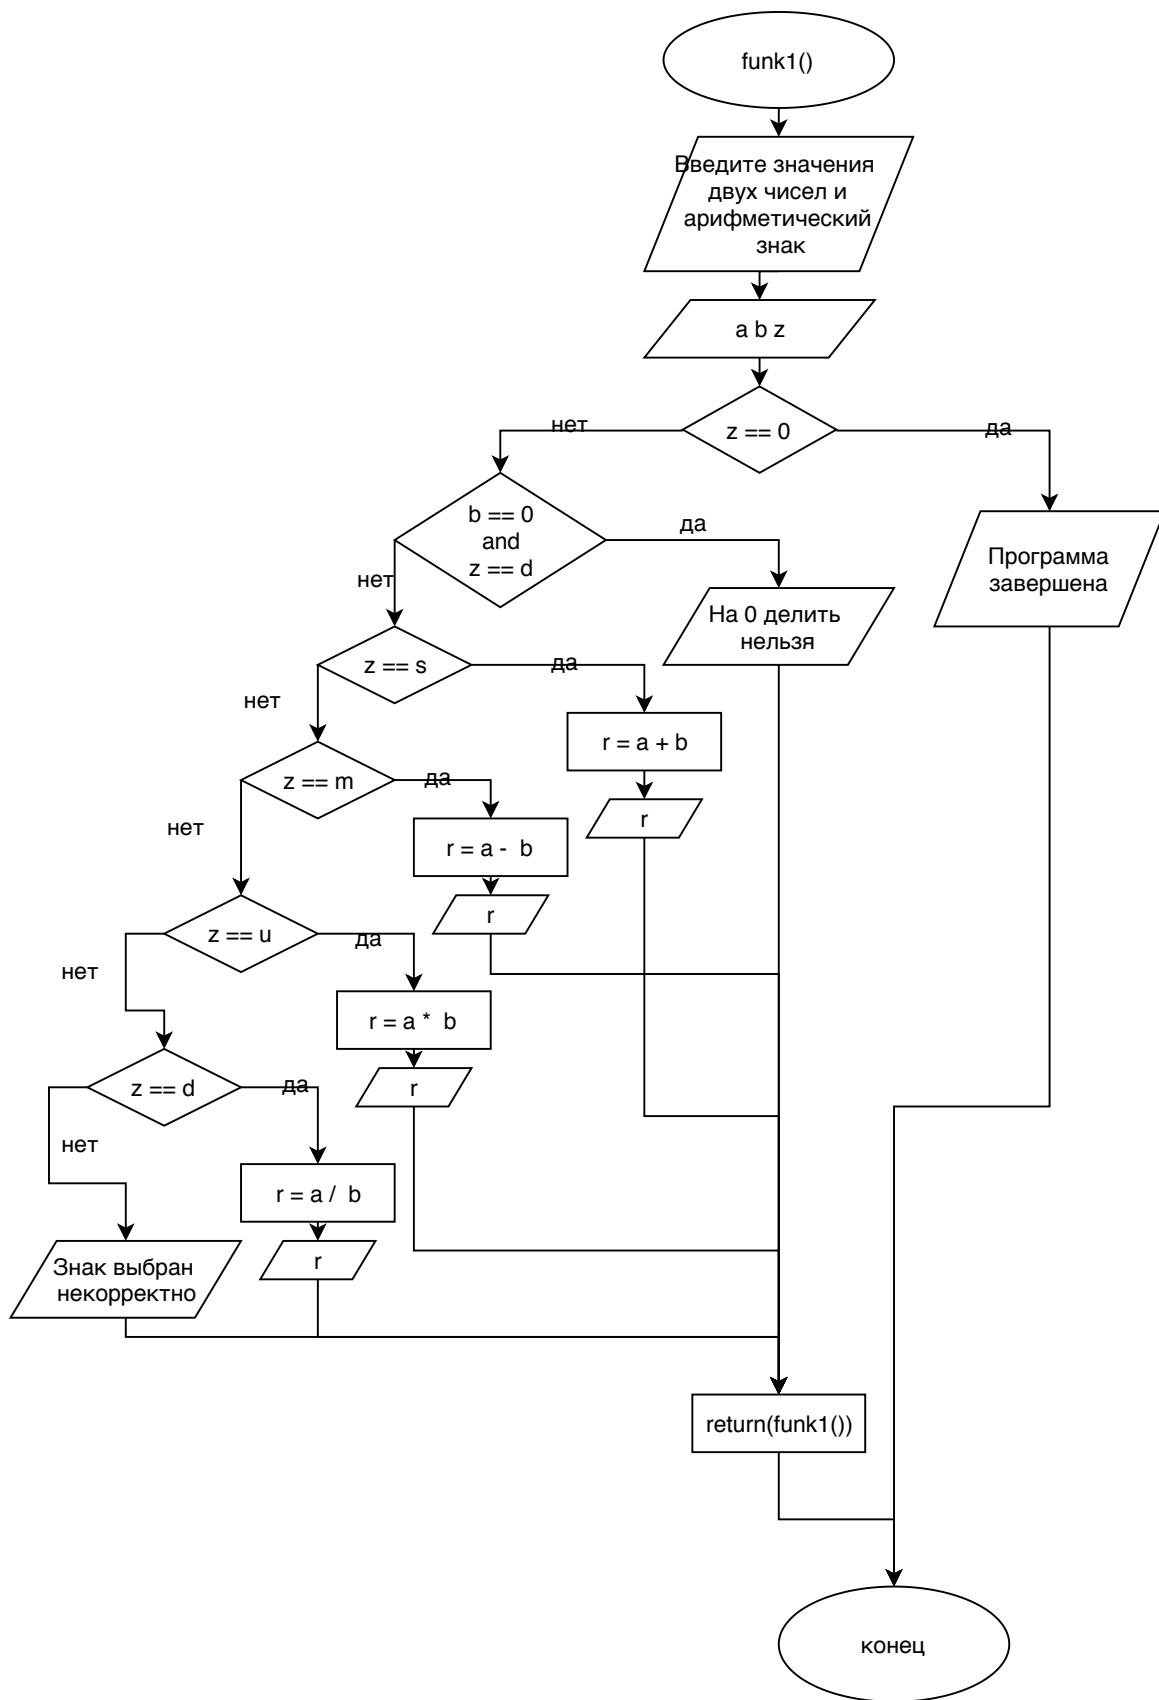 funk1()
Введите значения
двух чисел и
арифметический
знак
a b z
z == 0
нет
да
b == 0
and
z == d
да
нет
Программа
завершена
На 0 делить
нельзя
z == s
да
нет
r = a + b
r
z == m
да
нет
r = a -  b
r
z == u
да
нет
r = a *  b
r
z == d
да
нет
r = a /  b
r
Знак выбран
некорректно
return(funk1())
конец